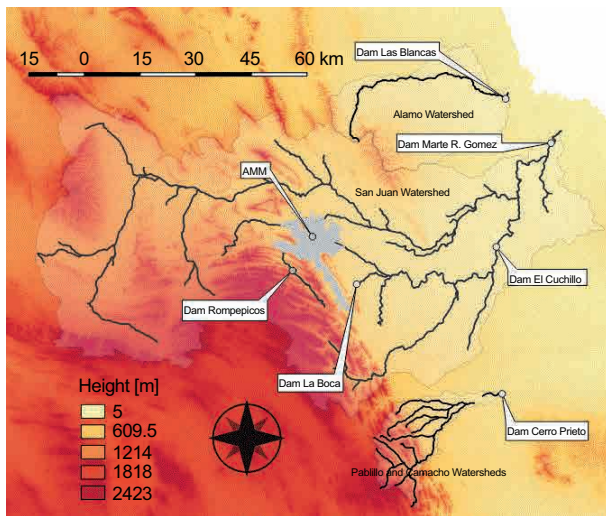 15 0 15 30 45 60 km
Dam Las Blancas
Alamo Watershed
Dam Marte R. Gomez
AMM
San Juan Watershed
Dam El Cuchillo
Dam Rompepicos
Dam La Boca
Height [m]
5
609.5
1214
1818
2423
Dam Cerro Prieto
Pablillo and Camacho Watersheds